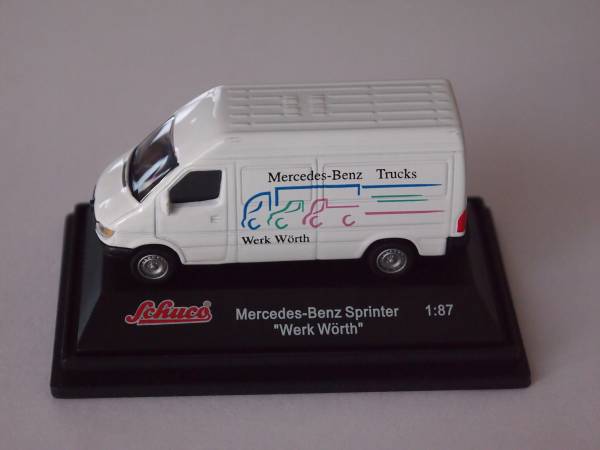 Mercedes-Benz Trucks
Werk Wörth
Schuco
Mercedes-Benz Sprinter 1:87
"Werk Wörth"